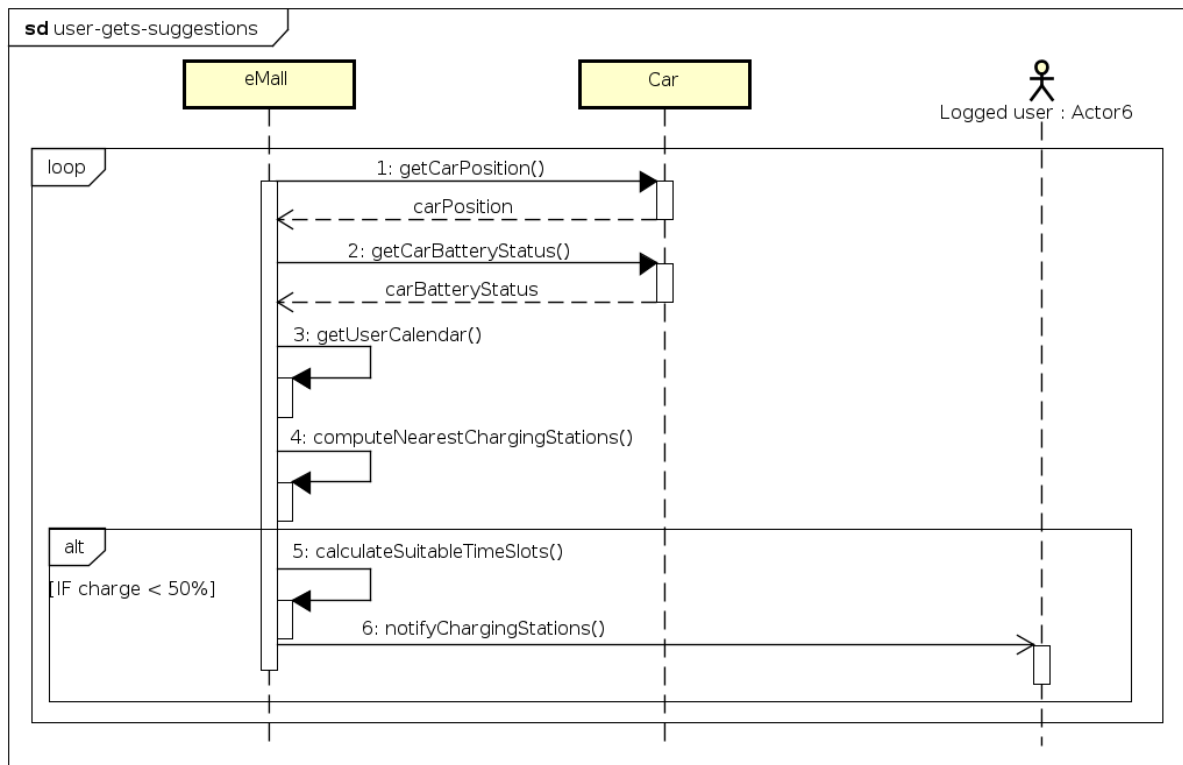 sd user-gets-suggestions
eMall
Car
Logged user : Actor6
loop
1: getCarPosition()
carPosition
2: getCarBatteryStatus()
carBatteryStatus
3: getUserCalendar()
4: computeNearestChargingStations()
alt
5: calculateSuitableTimeSlots()
[IF charge < 50%]
6: notifyChargingStations()